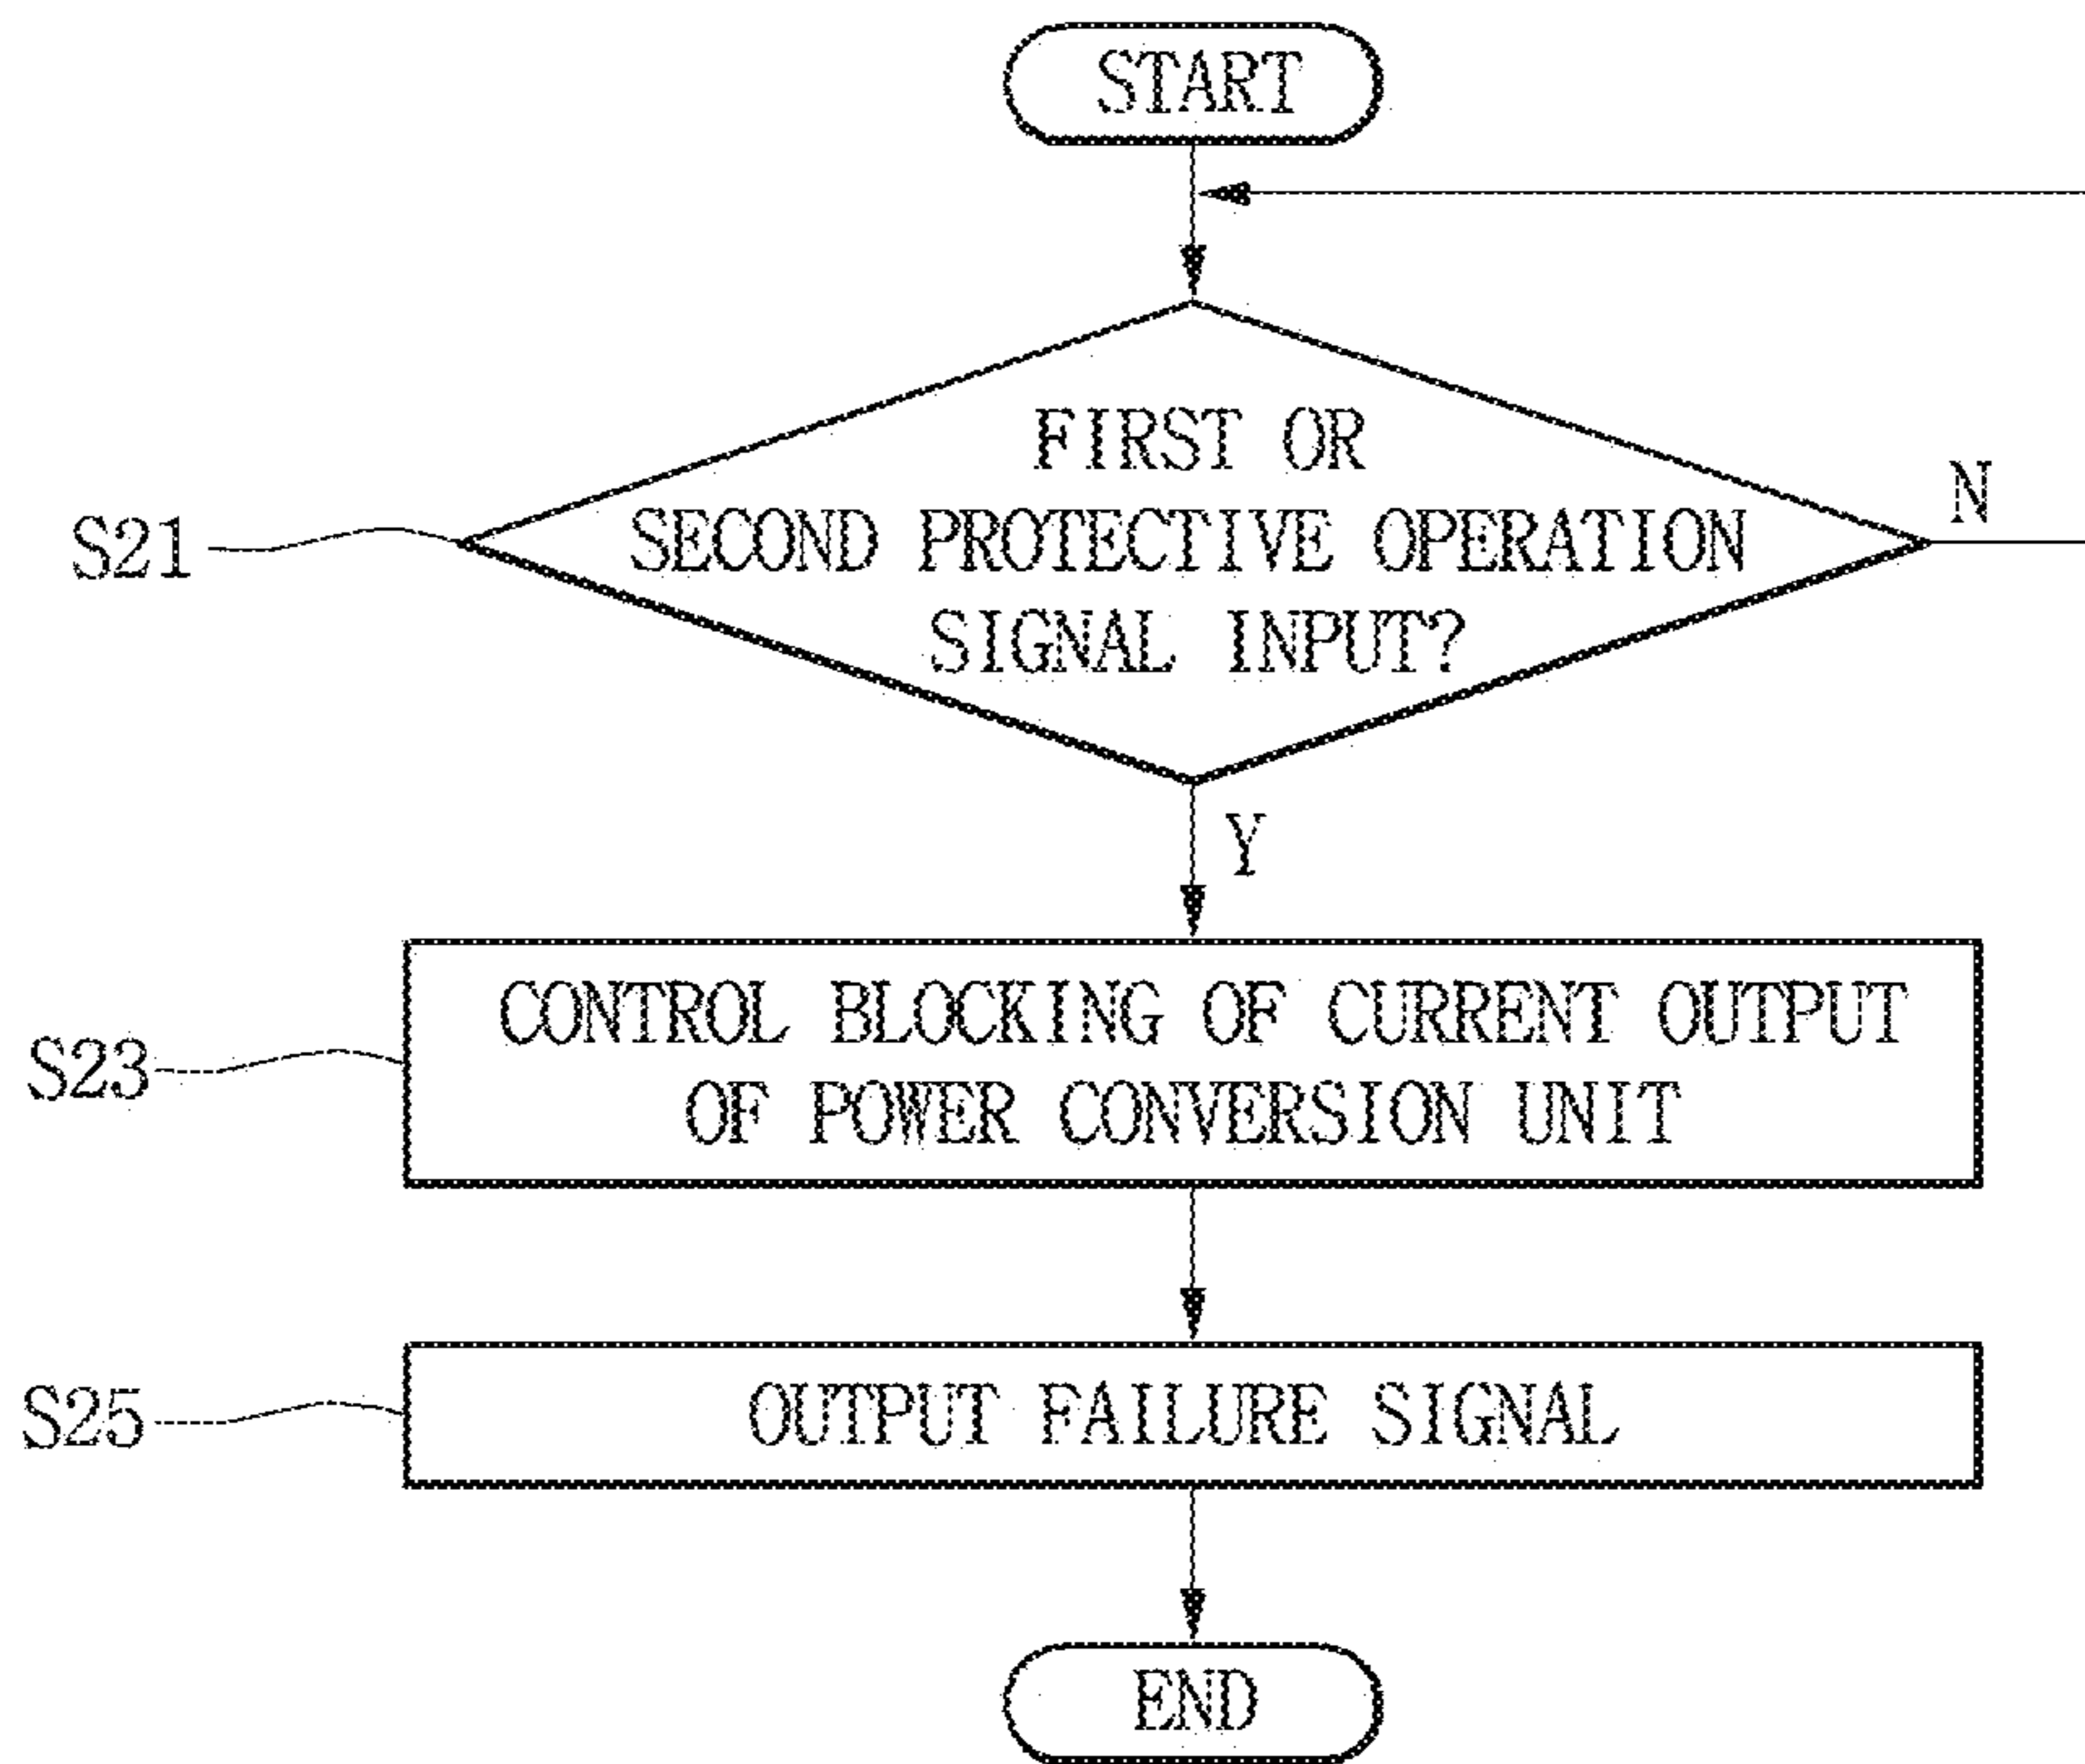 START
FIRST OR
SECOND PROTECTIVE OPERATION
SIGNAL INPUT?
N
S21
Y
CONTROL BLOCKING OF CURRENT OUTPUT
OF POWER CONVERSION UNIT
S23
OUTPUT FAILURE SIGNAL
S25
END